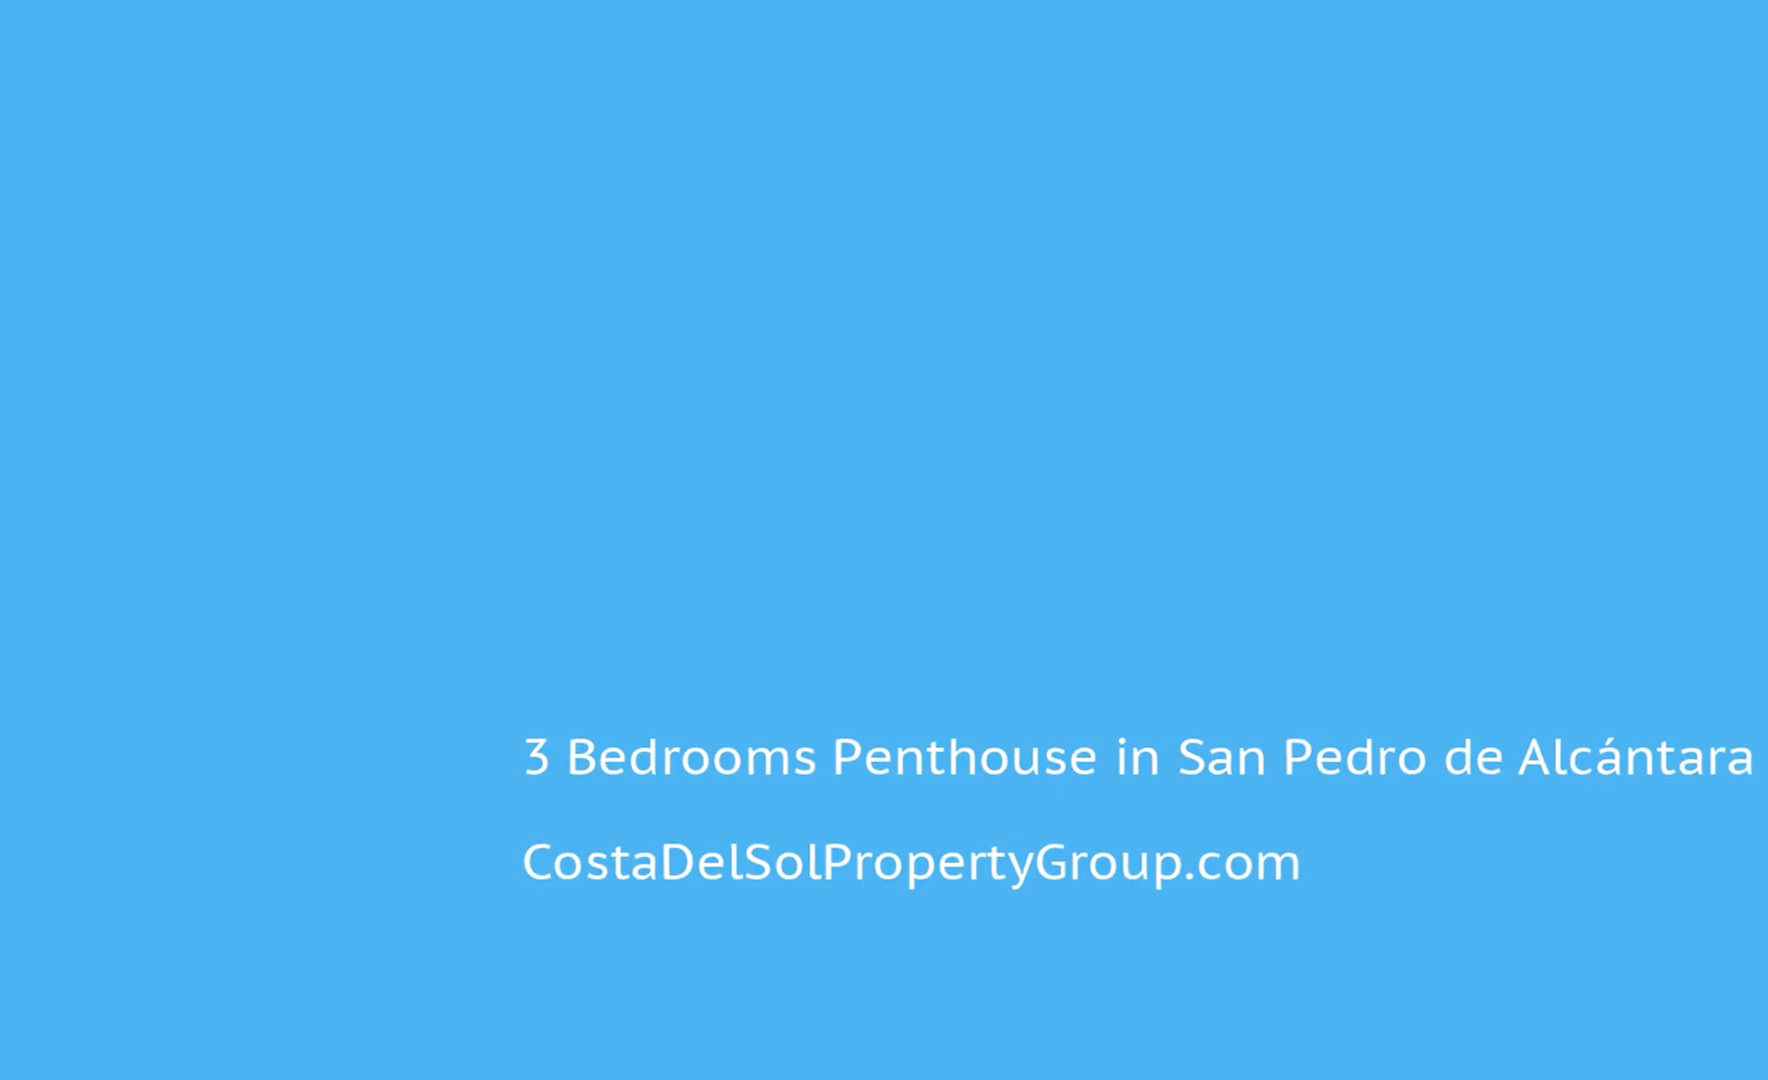 3 Bedrooms Penthouse in San Pedro de Alcántara
CostaDelSolPropertyGroup.com